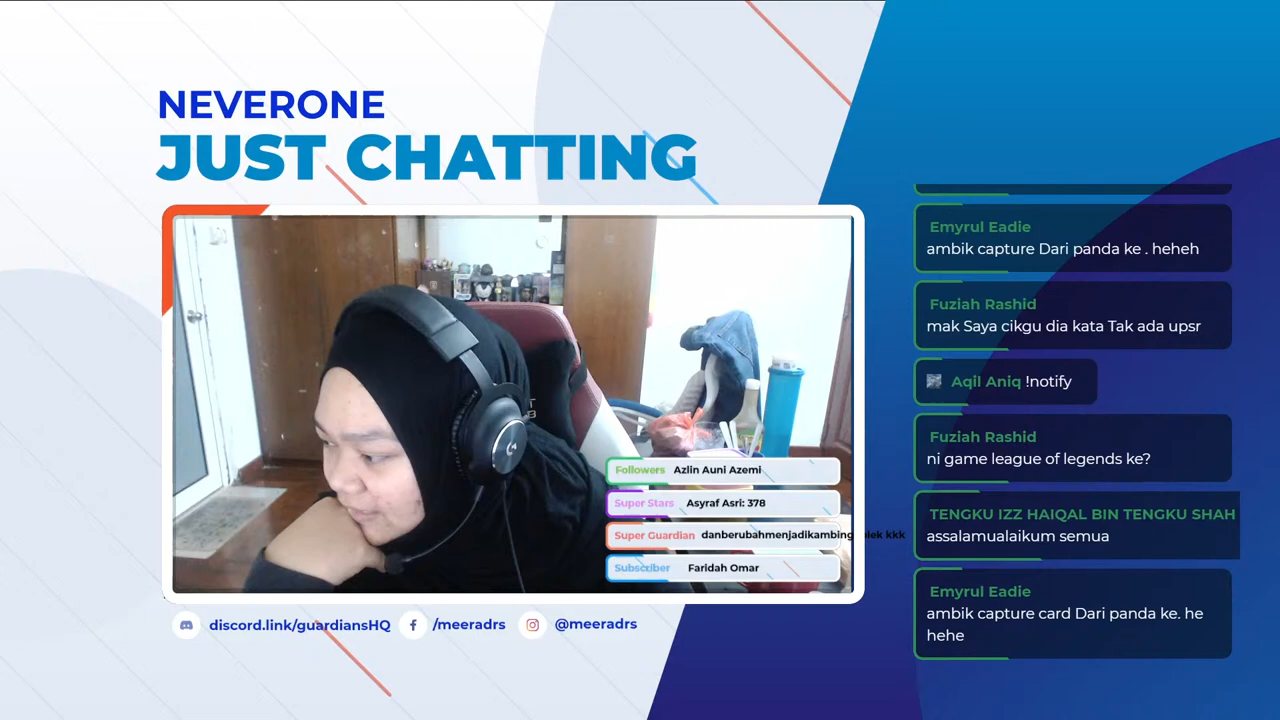 NEVERONE
JUST CHATTING
Followers Azlin Auni Azemi
Super Stars Asyraf Asri: 378
Super Guardian danberubahmenjadikambing
lek kkk
Subscriber Faridah Omar
discord.link/guardiansHQ
/meeradrs
@meeradrs
Emyrul Eadie
ambik capture Dari panda ke . heheh
Fuziah Rashid
mak Saya cikgu dia kata Tak ada upsr
Aqil Aniq !notify
Fuziah Rashid
ni game league of legends ke?
TENGKU IZZ HAIQAL BIN TENGKU SHAH
assalamualaikum semua
Emyrul Eadie
ambik capture card Dari panda ke. he
hehe